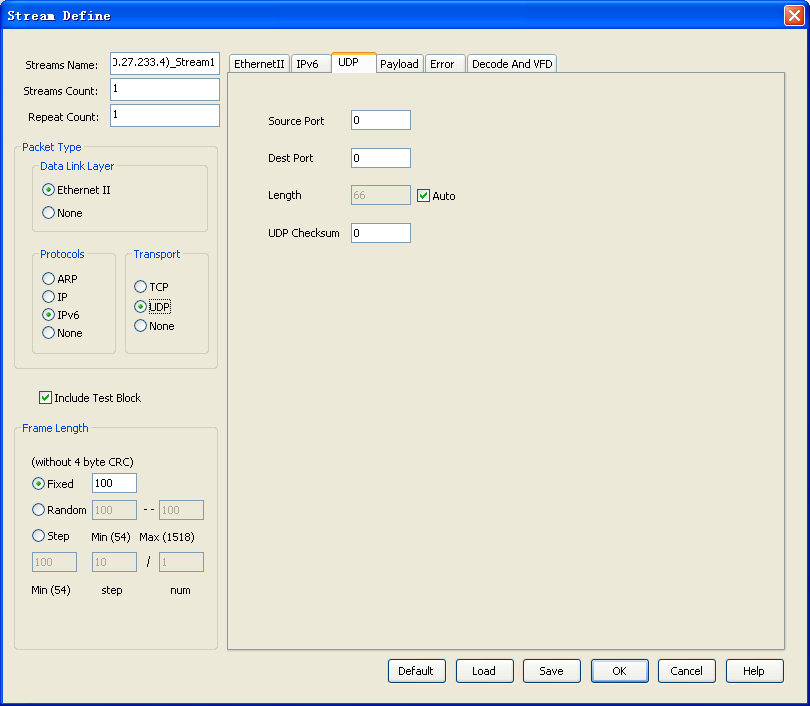 Stream Define
Streams Name: 0.27.233.4)_Stream1
Streams Count: 1
Repeat Count: 1
Packet Type
Data Link Layer
Ethernet II
None
Protocols
ARP
IP
IPv6
None
Transport
TCP
UDP
None
Include Test Block
Frame Length
(without 4 byte CRC)
Fixed 100
Random 100 -- 100
Step Min (54) Max (1518)
100 10 / 1
Min (54) step num
EthernetII IPv6 UDP Payload Error Decode And VFD
Source Port 0
Dest Port 0
Length 66 Auto
UDP Checksum 0
Default Load Save OK Cancel Help